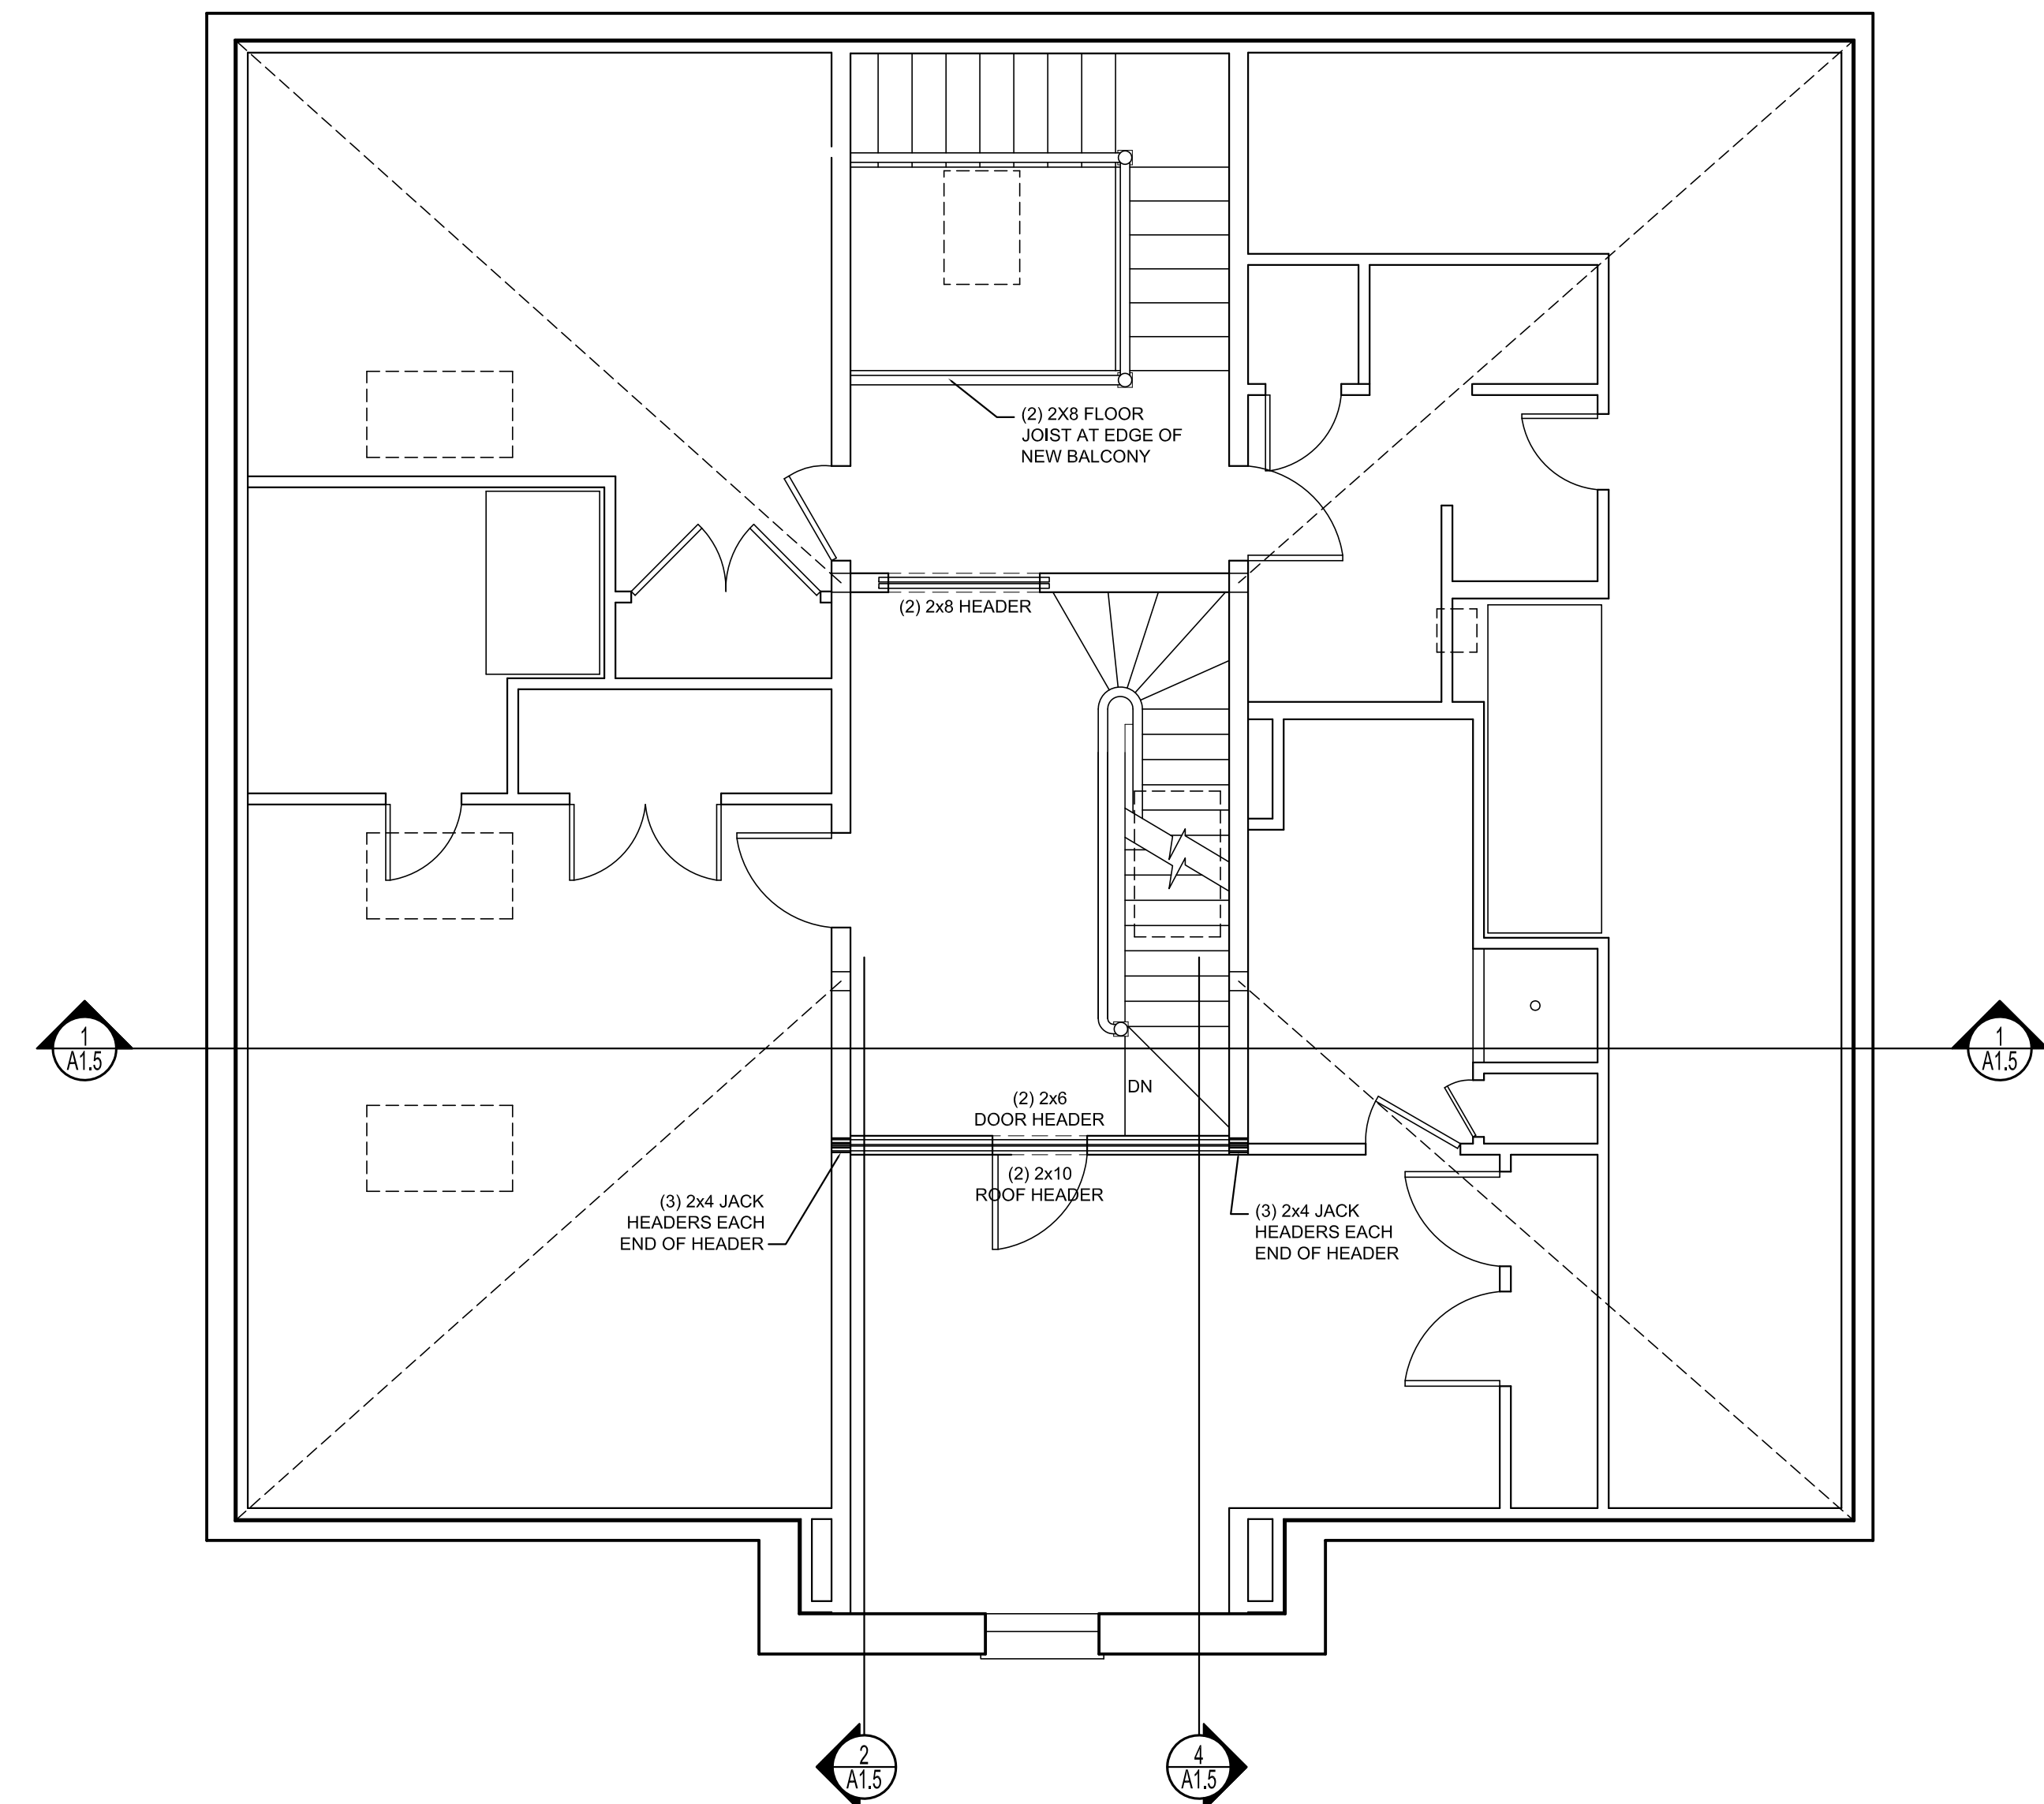 (2) 2X8 FLOOR
JOIST AT EDGE OF
NEW BALCONY
(2) 2x8 HEADER
1
A1.5
1
A1.5
DN
(2) 2x6
DOOR HEADER
(2) 2x10
ROOF HEADER
(3) 2x4 JACK
HEADERS EACH
END OF HEADER
(3) 2x4 JACK
HEADERS EACH
END OF HEADER
2
A1.5
4
A1.5